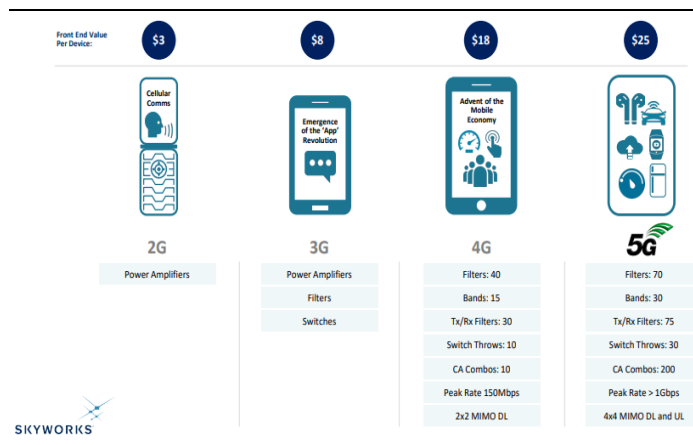 Front End Value
Per Device:
$3
$8
$18
$25
Cellular
Comms
Emergence
of the 'App'
Revolution
Advent of the
Mobile
Economy
2G
3G
4G
5G
Power Amplifiers
Power Amplifiers
Filters: 40
Filters: 70
Filters
Bands: 15
Bands: 30
Switches
Tx/Rx Filters: 30
Tx/Rx Filters: 75
Switch Throws: 10
Switch Throws: 30
CA Combos: 10
CA Combos: 200
Peak Rate 150Mbps
Peak Rate > 1Gbps
2x2 MIMO DL
4x4 MIMO DL and UL
SKYWORKS